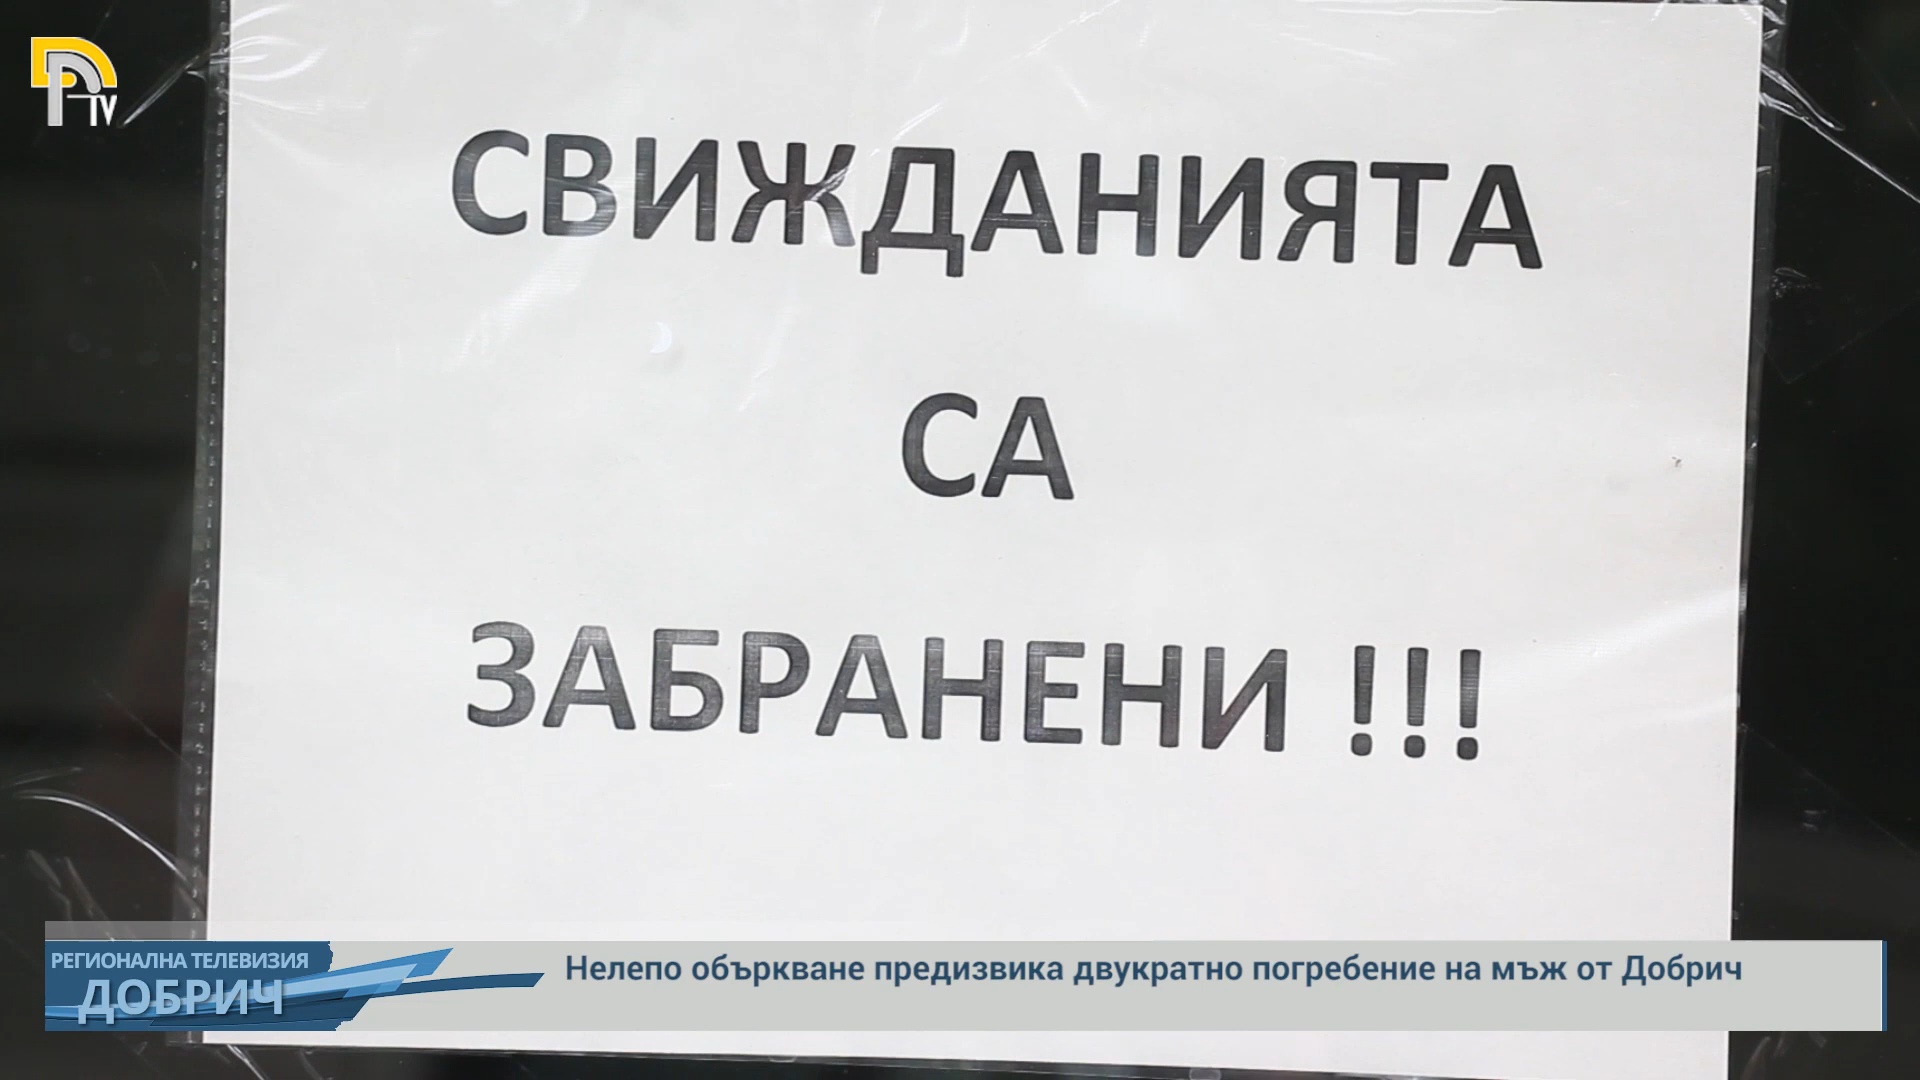 TV
СВИЖДАНИЯТА
СА
ЗАБРАНЕНИ !!!
РЕГИОНАЛНА ТЕЛЕВИЗИЯ
ДОБРИЧ
Нелепо объркване предизвика двукратно погребение на мъж от Добрич